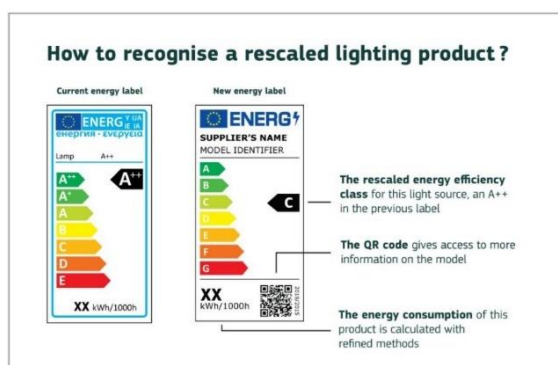 How to recognise a rescaled lighting product ?
Current energy label
New energy label
ENERG Y IJA
IE IA
енергия · ενεργεια
Lamp A++
A++
A++
A+
A
B
C
D
E
XX kWh/1000h
ENERG
SUPPLIER'S NAME
MODEL IDENTIFIER
A
B
C
D
E
F
G
C
XX
kWh/1000h
2019/2015
The rescaled energy efficiency
class for this light source, an A++
in the previous label
The QR code gives access to more
information on the model
The energy consumption of this
product is calculated with
refined methods